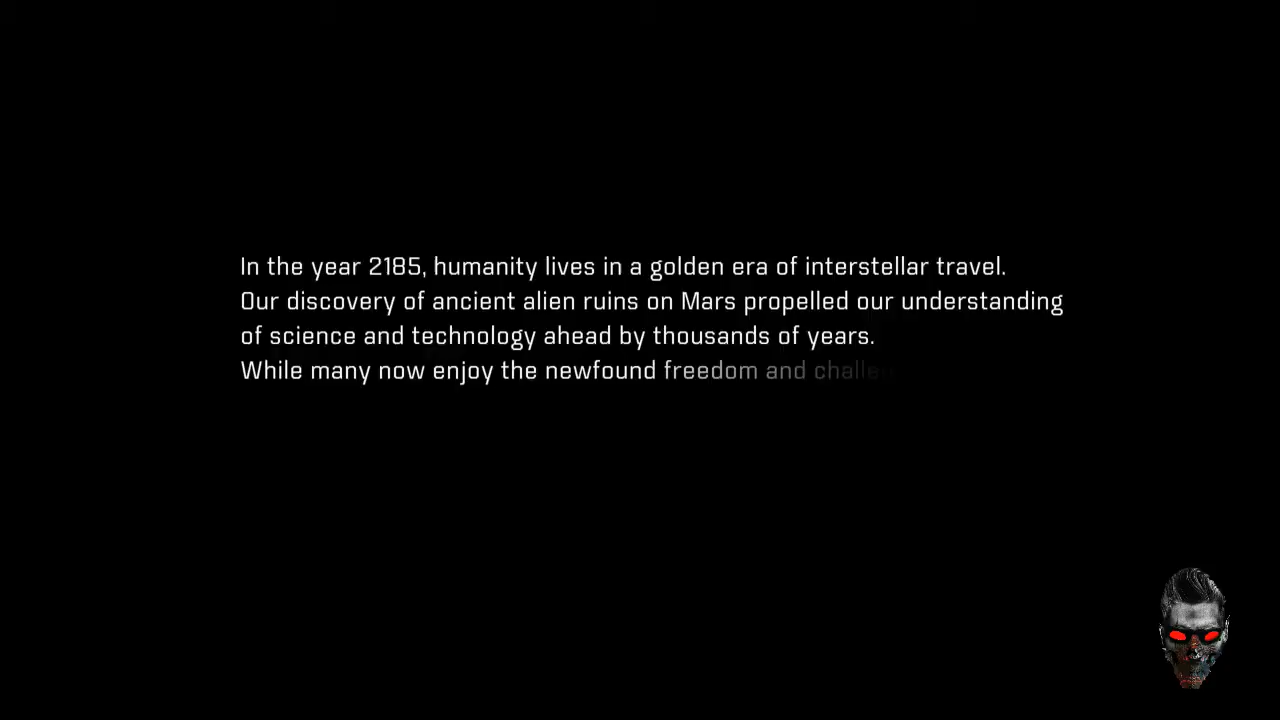 In the year 2185, humanity lives in a golden era of interstellar travel.
Our discovery of ancient alien ruins on Mars propelled our understanding
of science and technology ahead by thousands of years.
While many now enjoy the newfound freedom and